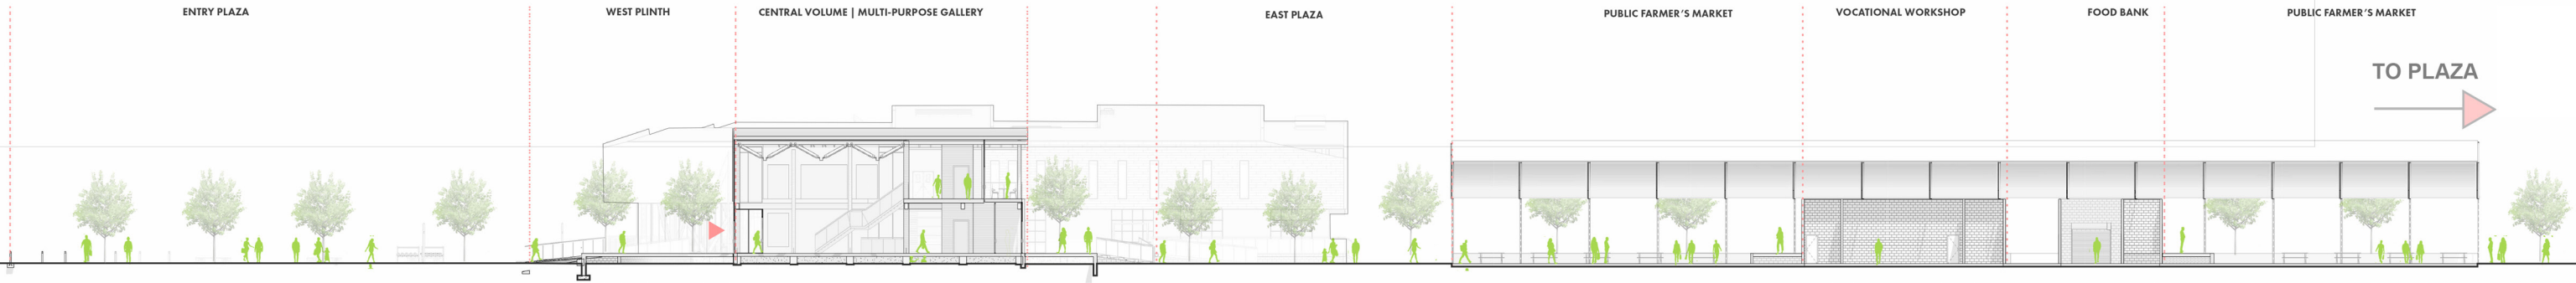 ENTRY PLAZA
WEST PLINTH
CENTRAL VOLUME | MULTI-PURPOSE GALLERY
EAST PLAZA
PUBLIC FARMER'S MARKET
VOCATIONAL WORKSHOP
FOOD BANK
PUBLIC FARMER'S MARKET
TO PLAZA